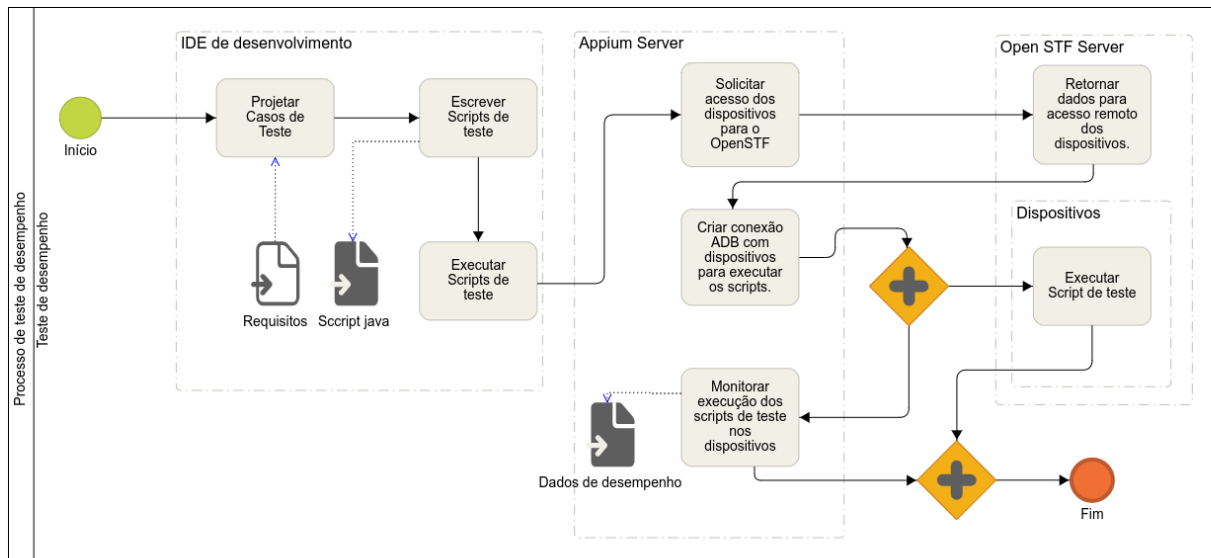 Processo de teste de desempenho
Teste de desempenho
IDE de desenvolvimento
Início
Projetar
Casos de
Teste
Escrever
Scripts de
teste
Requisitos
Sccript java
Executar
Scripts de
teste
Appium Server
Solicitar
acesso dos
dispositivos
para o
OpenSTF
Open STF Server
Retornar
dados para
acesso remoto
dos
dispositivos.
Criar conexão
ADB com
dispositivos
para executar
os scripts.
Dispositivos
Executar
Script de teste
Monitorar
execução dos
scripts de teste
nos
dispositivos
Dados de desempenho
Fim